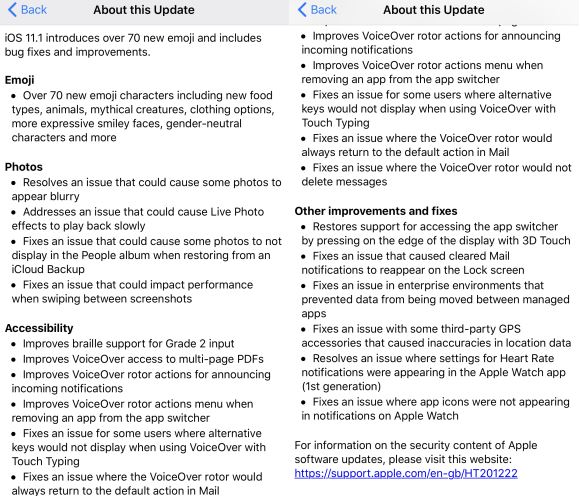 Back
About this Update
iOS 11.1 introduces over 70 new emoji and includes
bug fixes and improvements.
Emoji
• Over 70 new emoji characters including new food
types, animals, mythical creatures, clothing options,
more expressive smiley faces, gender-neutral
characters and more
Photos
• Resolves an issue that could cause some photos to
appear blurry
• Addresses an issue that could cause Live Photo
effects to play back slowly
• Fixes an issue that could cause some photos to not
display in the People album when restoring from an
iCloud Backup
• Fixes an issue that could impact performance
when swiping between screenshots
Accessibility
• Improves braille support for Grade 2 input
• Improves VoiceOver access to multi-page PDFs
• Improves VoiceOver rotor actions for announcing
incoming notifications
• Improves VoiceOver rotor actions menu when
removing an app from the app switcher
• Fixes an issue for some users where alternative
keys would not display when using VoiceOver with
Touch Typing
• Fixes an issue where the VoiceOver rotor would
always return to the default action in Mail
Back
About this Update
• Improves VoiceOver rotor actions for announcing
incoming notifications
• Improves VoiceOver rotor actions menu when
removing an app from the app switcher
• Fixes an issue for some users where alternative
keys would not display when using VoiceOver with
Touch Typing
• Fixes an issue where the VoiceOver rotor would
always return to the default action in Mail
• Fixes an issue where the VoiceOver rotor would not
delete messages
Other improvements and fixes
• Restores support for accessing the app switcher
by pressing on the edge of the display with 3D Touch
• Fixes an issue that caused cleared Mail
notifications to reappear on the Lock screen
• Fixes an issue in enterprise environments that
prevented data from being moved between managed
apps
• Fixes an issue with some third-party GPS
accessories that caused inaccuracies in location data
• Resolves an issue where settings for Heart Rate
notifications were appearing in the Apple Watch app
(1st generation)
• Fixes an issue where app icons were not appearing
in notifications on Apple Watch
For information on the security content of Apple
software updates, please visit this website:
https://support.apple.com/en-gb/HT201222